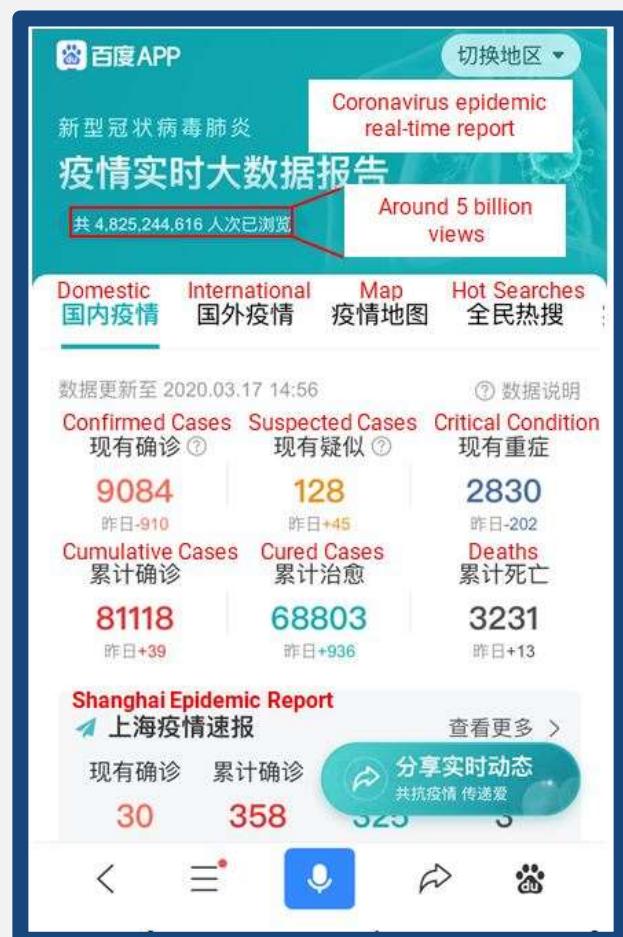 百度APP
切换地区
新型冠状病毒肺炎
Coronavirus epidemic
real-time report
疫情实时大数据报告
共 4,825,244,616 人次已浏览
Around 5 billion
views
Domestic International Map Hot Searches
国内疫情 国外疫情 疫情地图 全民热搜
数据更新至 2020.03.17 14:56 ? 数据说明
Confirmed Cases Suspected Cases Critical Condition
现有确诊 ? 现有疑似 ? 现有重症
9084 128 2830
昨日-910 昨日+45 昨日-202
Cumulative Cases Cured Cases Deaths
累计确诊 累计治愈 累计死亡
81118 68803 3231
昨日+39 昨日+936 昨日+13
Shanghai Epidemic Report
上海疫情速报 查看更多 >
现有确诊 累计确诊
分享实时动态
共抗疫情 传递爱
30 358 325 3
du